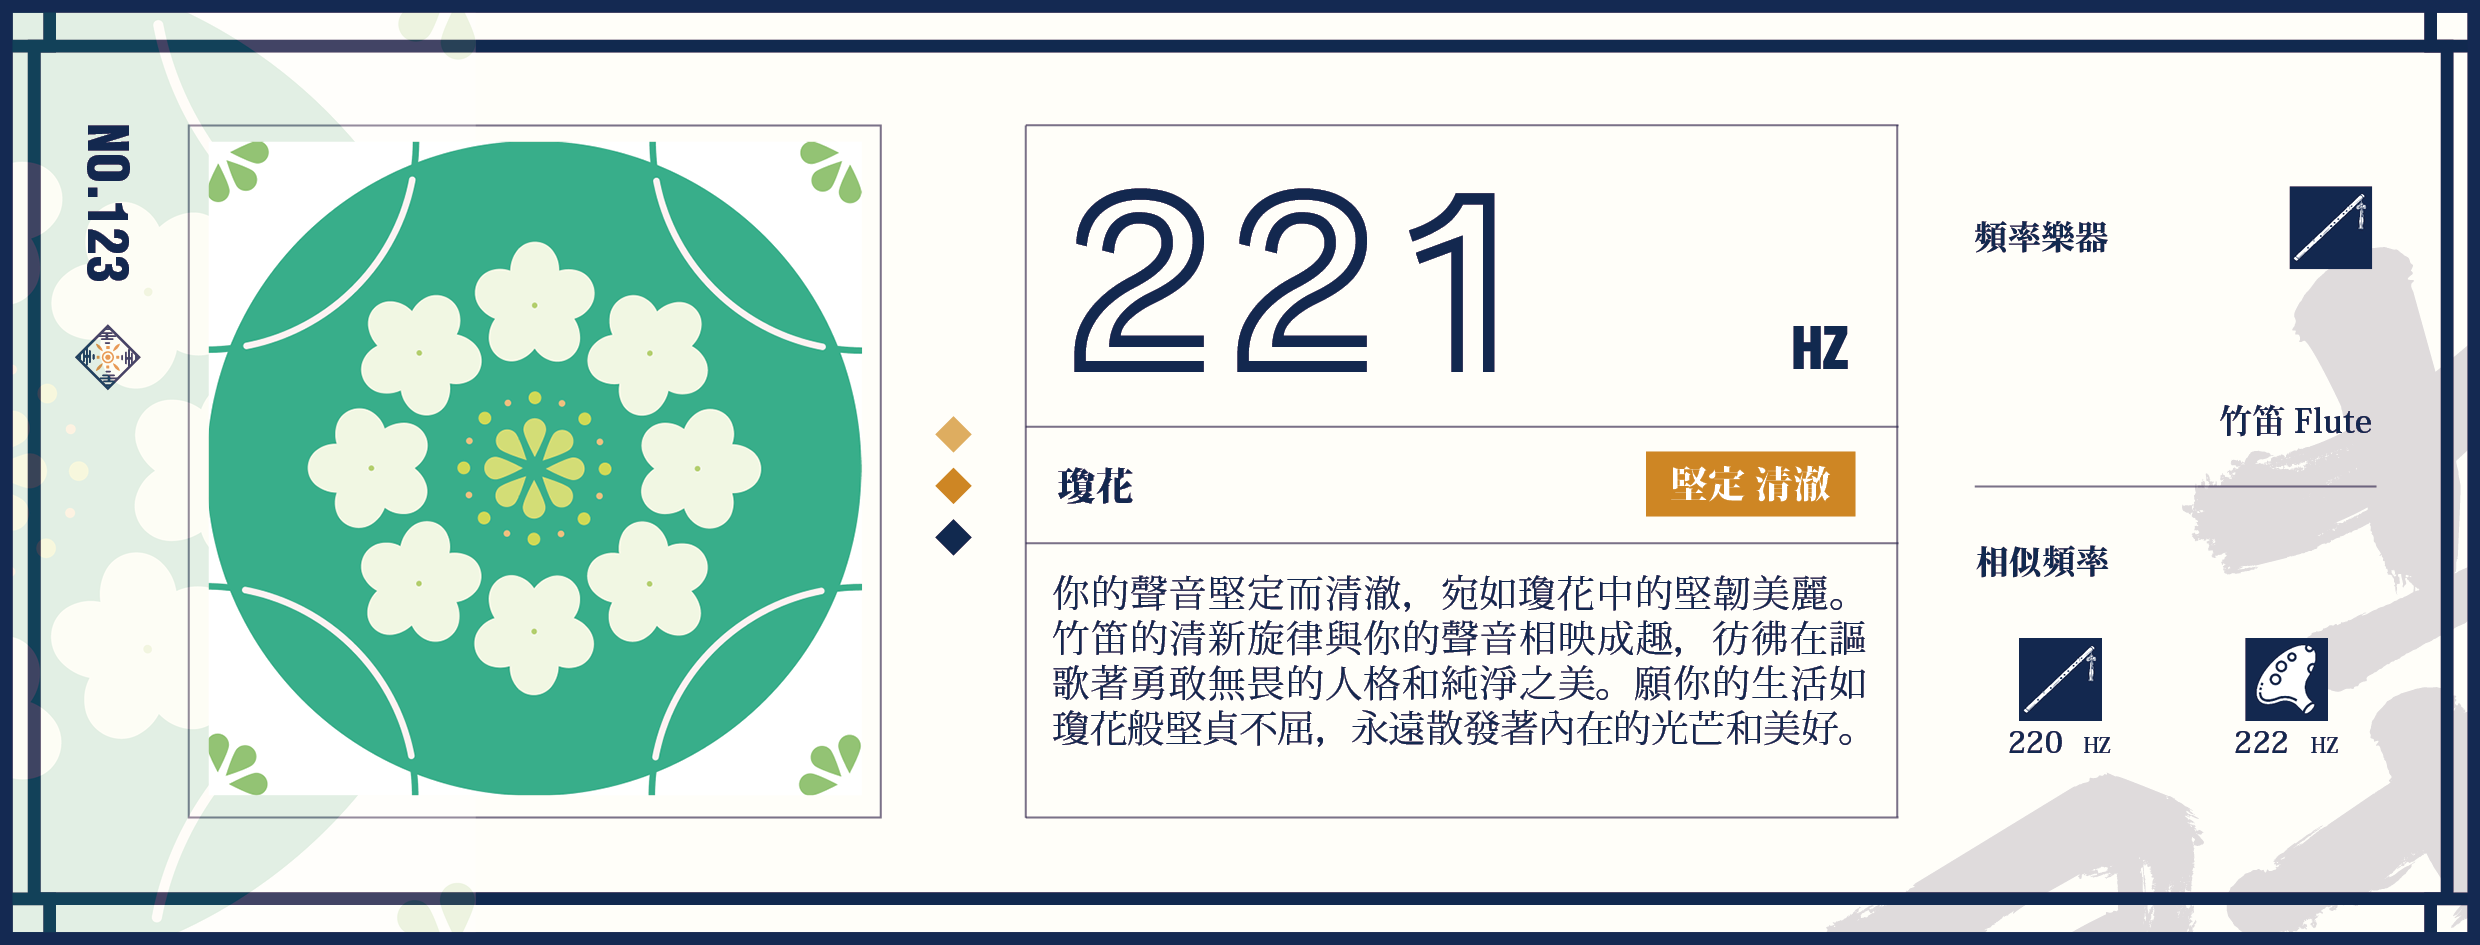 NO.123
221
HZ
瓊花
堅定 清澈
你的聲音堅定而清澈，宛如瓊花中的堅韌美麗。
竹笛的清新旋律與你的聲音相映成趣，彷彿在謳
歌著勇敢無畏的人格和純淨之美。願你的生活如
瓊花般堅貞不屈，永遠散發著內在的光芒和美好。
頻率樂器
竹笛 Flute
相似頻率
220 HZ
222 HZ